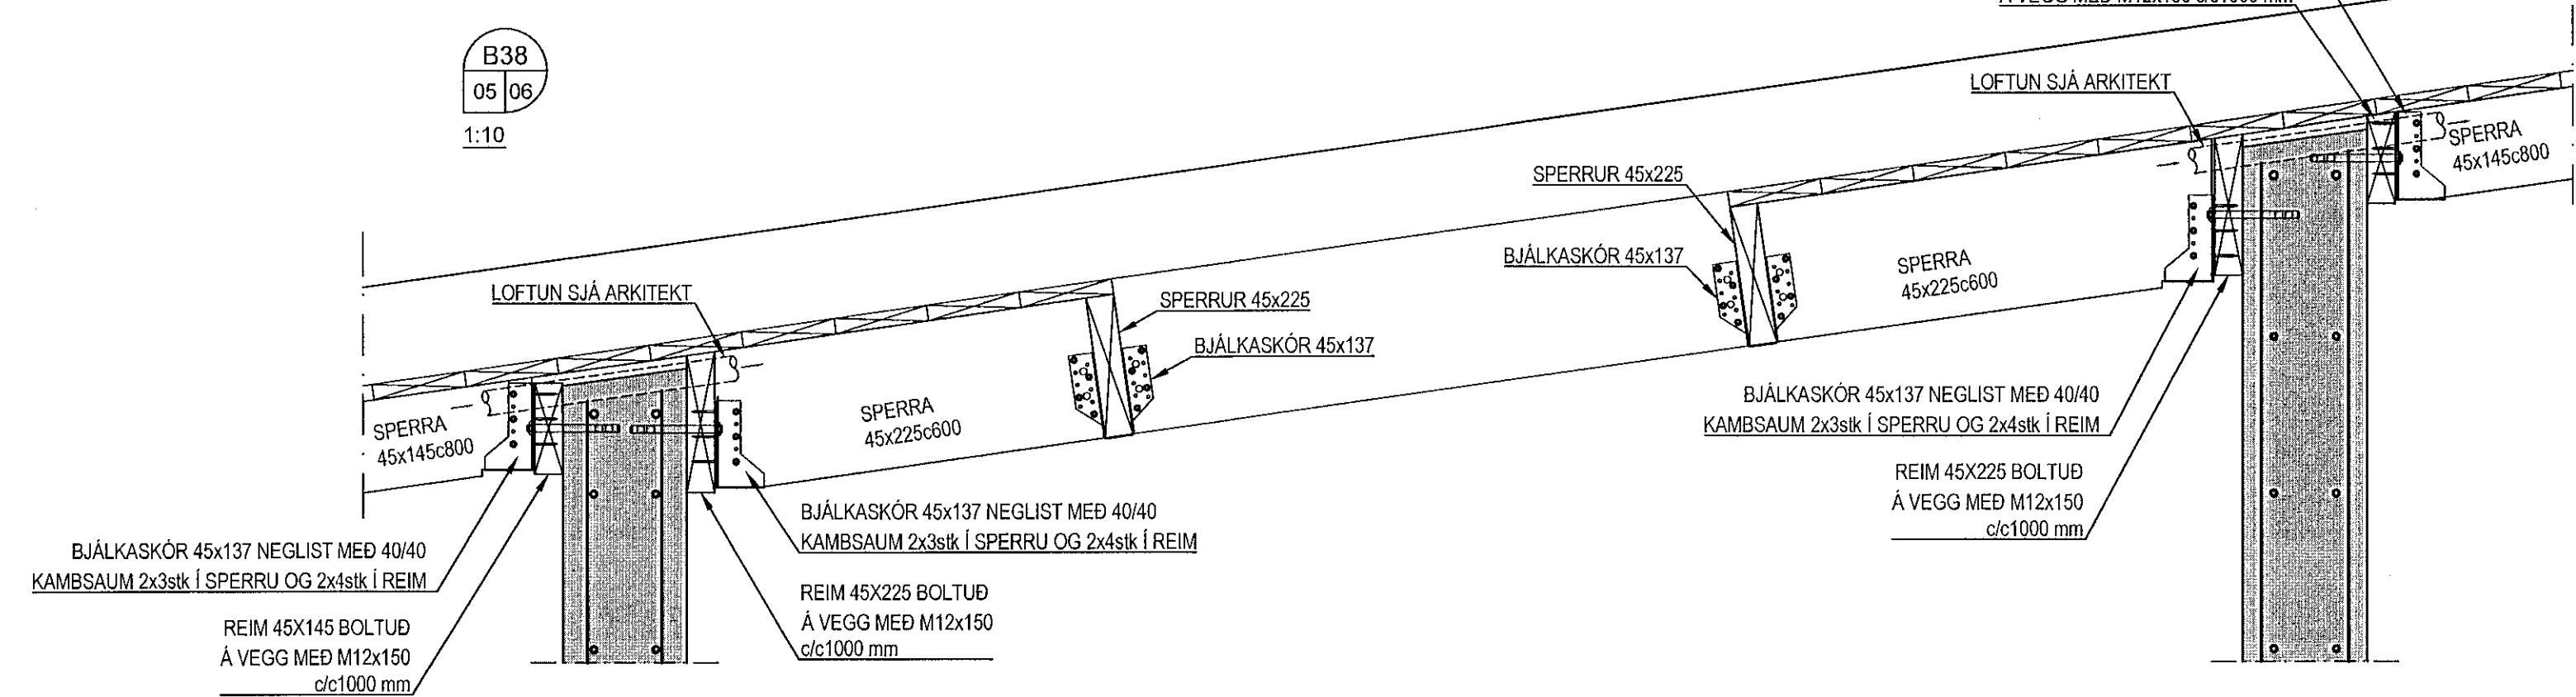 B38
05 06
1:10
Á VEGG MEÐ M12x150 c/c1000 mm
LOFTUN SJÁ ARKITEKT
SPERRA
45x145c800
SPERRUR 45x225
BJÁLKASKÓR 45x137
SPERRA
45x225c600
LOFTUN SJÁ ARKITEKT
SPERRUR 45x225
BJÁLKASKÓR 45x137
SPERRA
45x145c800
SPERRA
45x225c600
BJÁLKASKÓR 45x137 NEGLIST MEÐ 40/40
KAMBSAUM 2x3stk Í SPERRU OG 2x4stk Í REIM
REIM 45X225 BOLTUÐ
Á VEGG MEÐ M12x150
c/c1000 mm
BJÁLKASKÓR 45x137 NEGLIST MEÐ 40/40
KAMBSAUM 2x3stk Í SPERRU OG 2x4stk Í REIM
BJÁLKASKÓR 45x137 NEGLIST MEÐ 40/40
KAMBSAUM 2x3stk Í SPERRU OG 2x4stk Í REIM
REIM 45X225 BOLTUÐ
Á VEGG MEÐ M12x150
c/c1000 mm
REIM 45X145 BOLTUÐ
Á VEGG MEÐ M12x150
c/c1000 mm